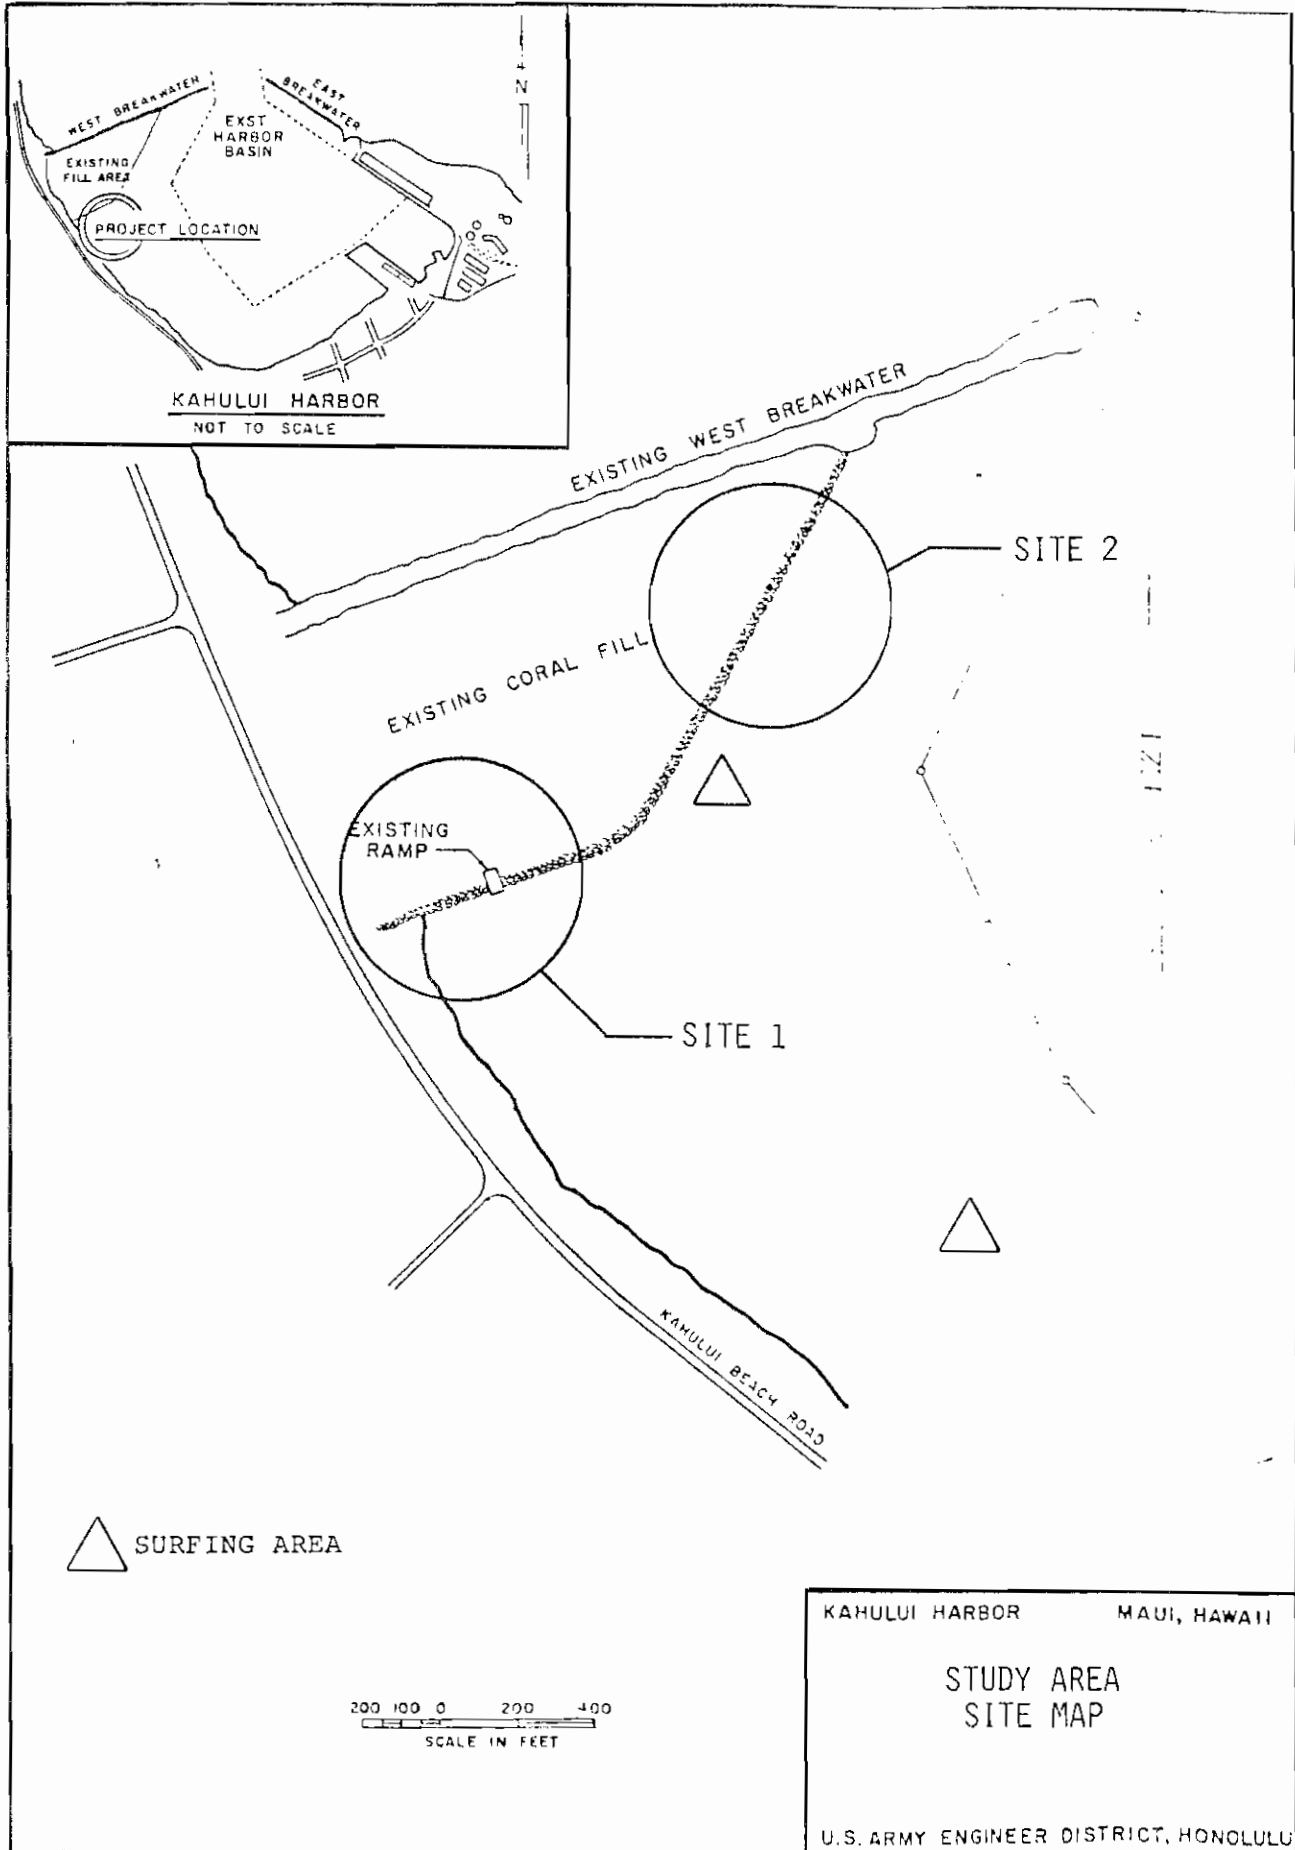 N
WEST BREAKWATER
EAST
BREAKWATER
EXST
HARBOR
BASIN
EXISTING
FILL AREA
PROJECT LOCATION
KAHULUI HARBOR
NOT TO SCALE
EXISTING WEST BREAKWATER
SITE 2
EXISTING CORAL FILL
EXISTING
RAMP
SITE 1
KAHULUI BEACH ROAD
SURFING AREA
KAHULUI HARBOR MAUI, HAWAII
STUDY AREA
SITE MAP
200 100 0 200 400
SCALE IN FEET
U.S. ARMY ENGINEER DISTRICT, HONOLULU